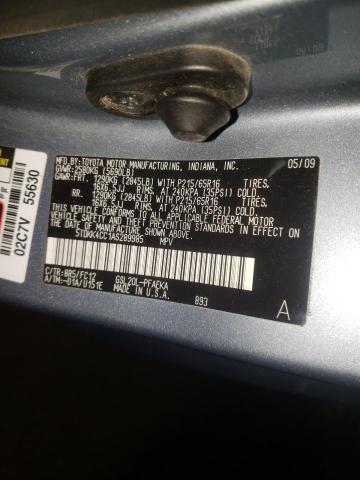 MFD. BY: TOYOTA MOTOR MANUFACTURING, INDIANA, INC. 05/09
GVWR: 2580KG (5690LB)
GAWR: FRT. 1290KG (2845LB) WITH P215/65R16 TIRES,
16X6.5JJ RIMS, AT 240KPA (35PSI) COLD.
RR. 1290KG (2845LB) WITH P215/65R16 TIRES,
16X6.5JJ RIMS, AT 240KPA (35PSI) COLD.
THIS VEHICLE CONFORMS TO ALL APPLICABLE FEDERAL MOTOR
VEHICLE SAFETY, BUMPER, AND THEFT PREVENTION STANDARDS
IN EFFECT ON THE DATE OF MANUFACTURE SHOWN ABOVE.
5TDKK4CC1AS289985 MPV
C/TR: 8R5/FC12 GSL20L-PFAEKA
A/TM: -01A/U151E MADE IN U.S.A. 893 A
02C7V 55630